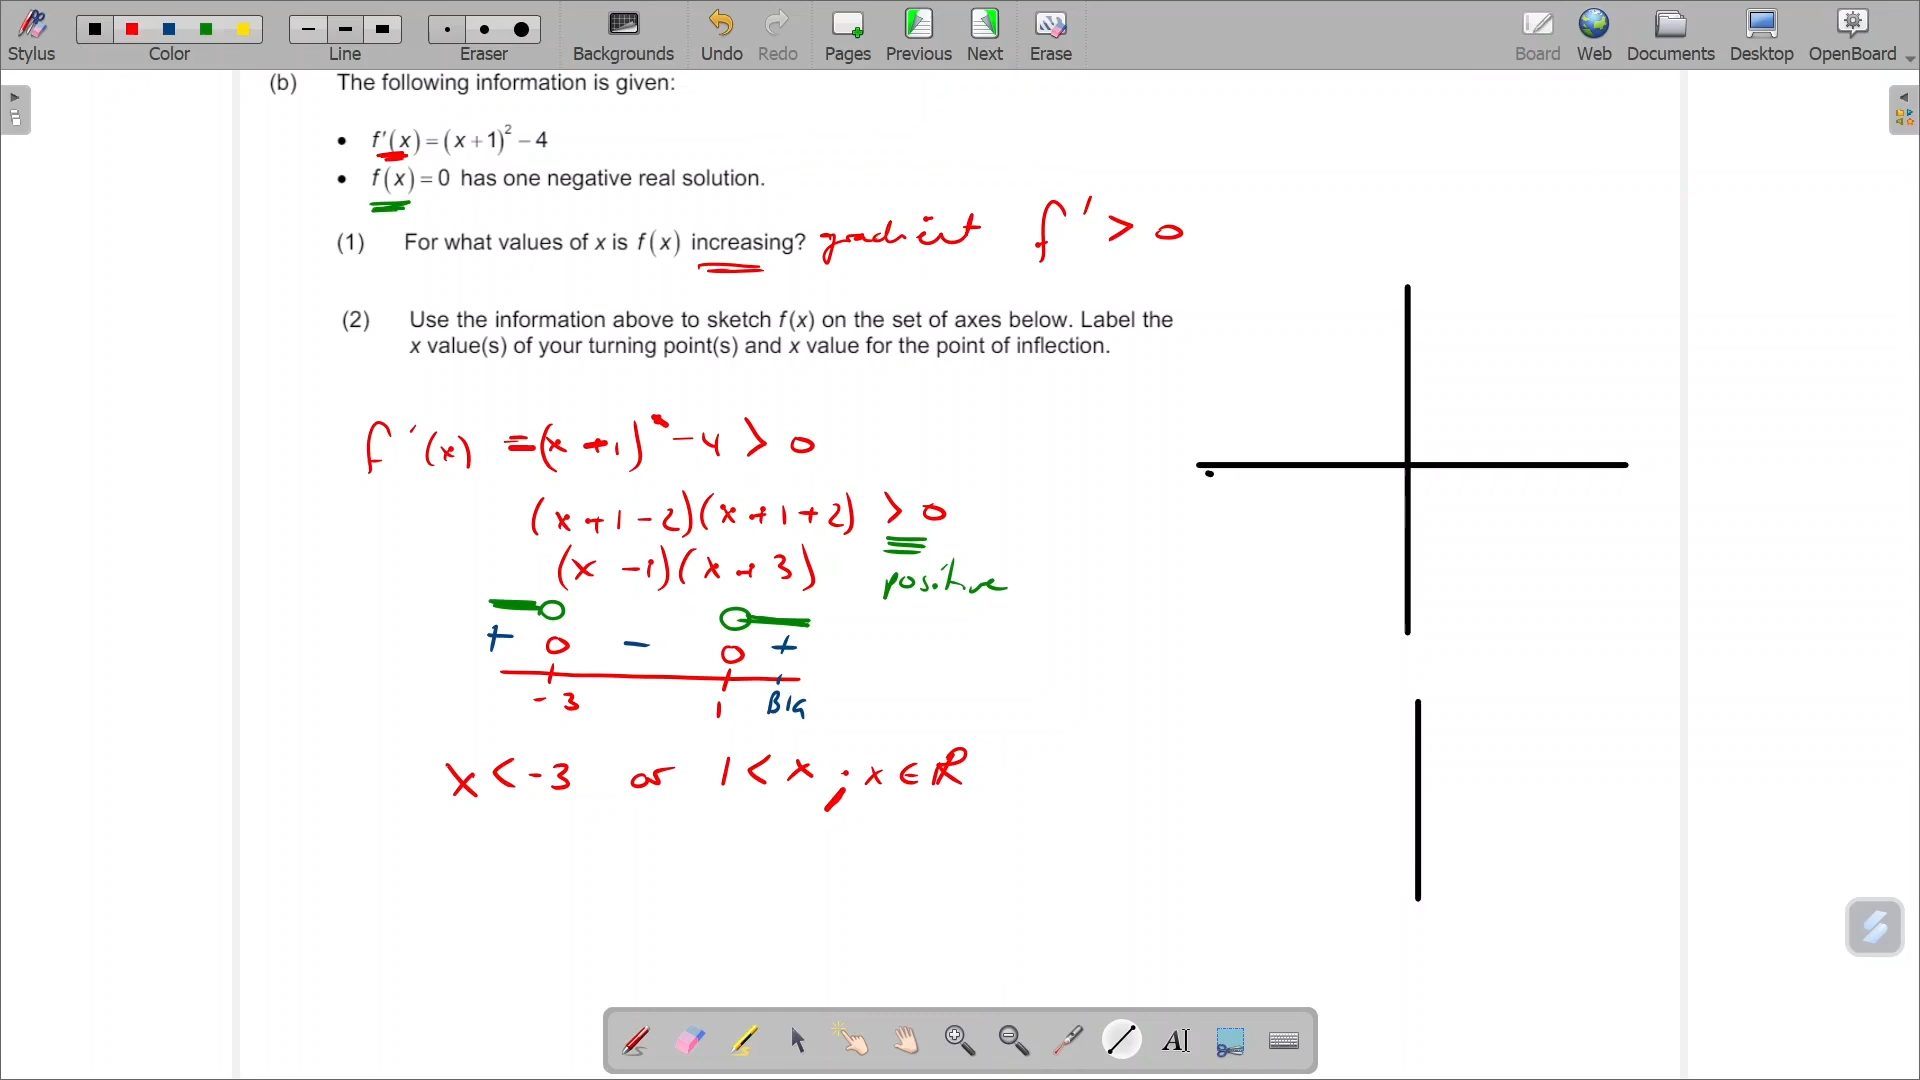 Stylus Color Line Eraser Backgrounds Undo Redo Pages Previous Next Erase Board Web Documents Desktop OpenBoard
(b) The following information is given:
• f'(x) = (x + 1)² − 4
• f(x) = 0 has one negative real solution.
(1) For what values of x is f(x) increasing? gradient f' > 0
(2) Use the information above to sketch f(x) on the set of axes below. Label the
x value(s) of your turning point(s) and x value for the point of inflection.
f'(x) = (x + 1)² − 4 > 0
(x + 1 − 2)(x + 1 + 2) > 0
(x − 1)(x + 3) positive
+ 0 − 0 +
−3 1 BIG
x < −3 or 1 < x ; x ∈ ℝ